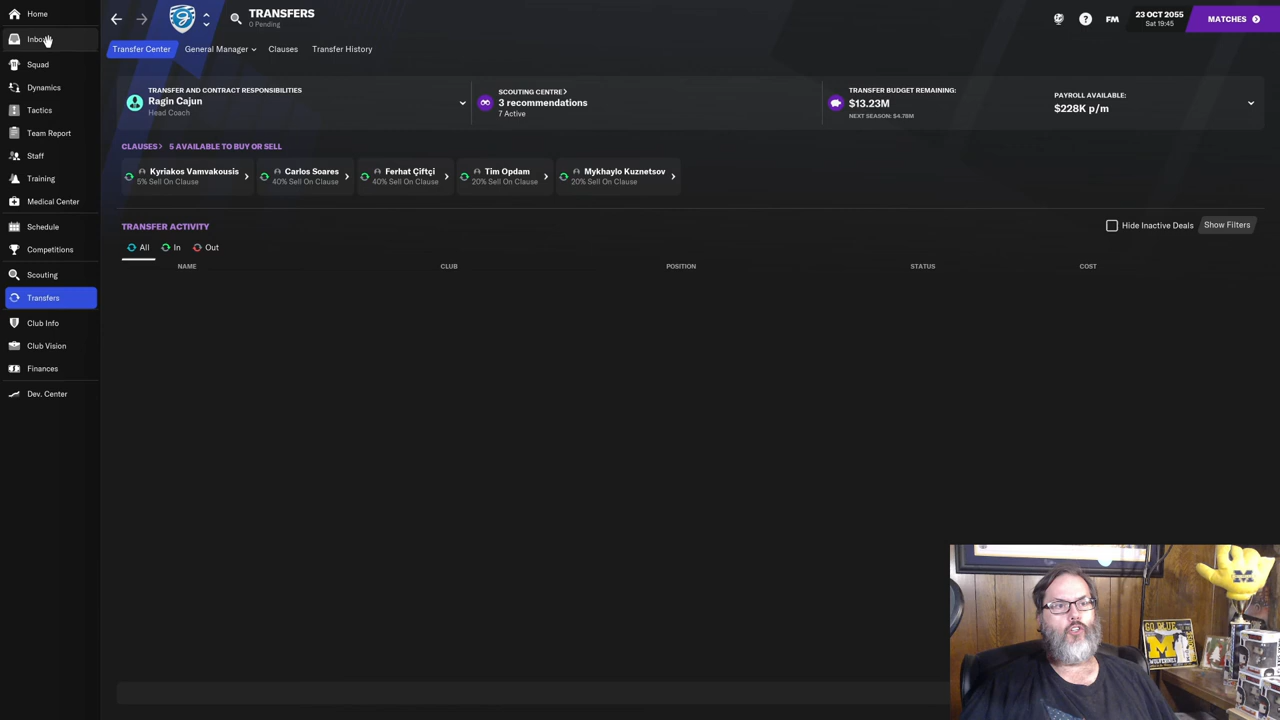 Home
Inbox
Squad
Dynamics
Tactics
Team Report
Staff
Training
Medical Center
Schedule
Competitions
Scouting
Transfers
Club Info
Club Vision
Finances
Dev. Center
TRANSFERS
0 Pending
FM
23 OCT 2055
Sat 19:45
MATCHES
Transfer Center
General Manager
Clauses
Transfer History
TRANSFER AND CONTRACT RESPONSIBILITIES
Ragin Cajun
Head Coach
SCOUTING CENTRE
3 recommendations
7 Active
TRANSFER BUDGET REMAINING:
$13.23M
NEXT SEASON: $4.78M
PAYROLL AVAILABLE:
$228K p/m
CLAUSES 5 AVAILABLE TO BUY OR SELL
Kyriakos Vamvakousis
5% Sell On Clause
Carlos Soares
40% Sell On Clause
Ferhat Çiftçi
40% Sell On Clause
Tim Opdam
20% Sell On Clause
Mykhaylo Kuznetsov
20% Sell On Clause
TRANSFER ACTIVITY
Hide Inactive Deals
Show Filters
All
In
Out
NAME
CLUB
POSITION
STATUS
COST
GO BLUE
M
WOLVERINES
M